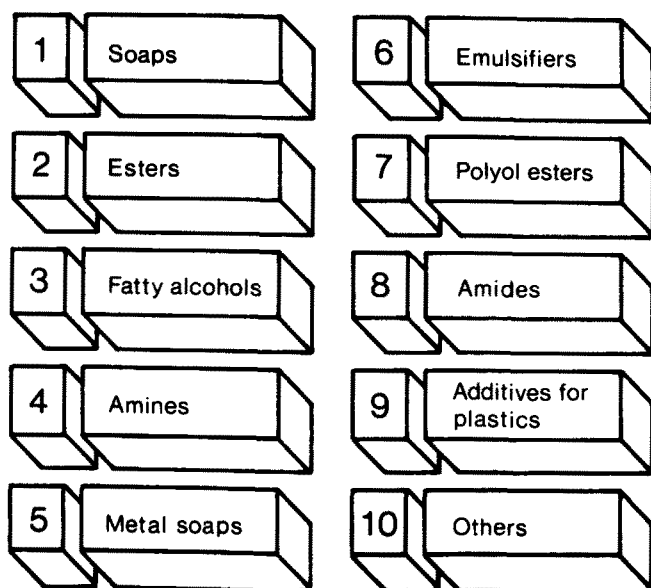 1 Soaps
2 Esters
3 Fatty alcohols
4 Amines
5 Metal soaps
6 Emulsifiers
7 Polyol esters
8 Amides
9 Additives for
plastics
10 Others